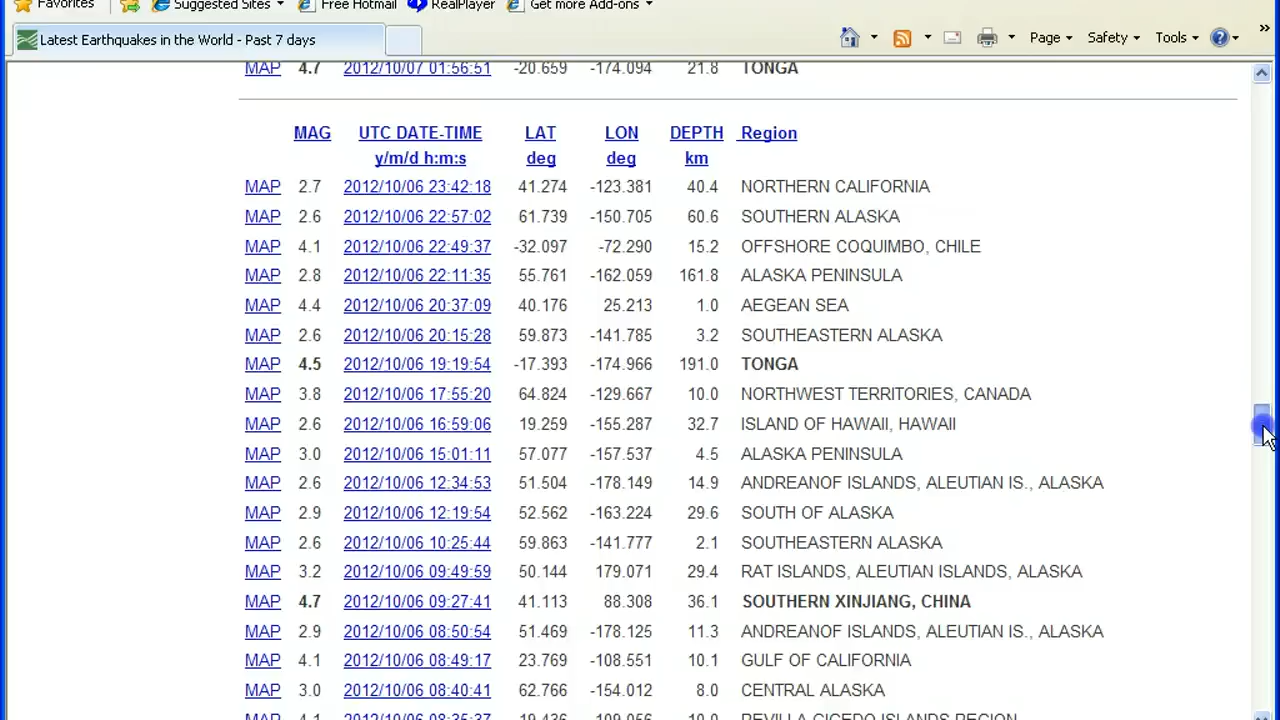 Favorites Suggested Sites Free Hotmail RealPlayer Get more Add-ons
Latest Earthquakes in the World - Past 7 days Page Safety Tools
MAP 4.7 2012/10/07 01:56:51 -20.659 -174.094 21.8 TONGA
MAG UTC DATE-TIME LAT LON DEPTH Region
y/m/d h:m:s deg deg km
MAP 2.7 2012/10/06 23:42:18 41.274 -123.381 40.4 NORTHERN CALIFORNIA
MAP 2.6 2012/10/06 22:57:02 61.739 -150.705 60.6 SOUTHERN ALASKA
MAP 4.1 2012/10/06 22:49:37 -32.097 -72.290 15.2 OFFSHORE COQUIMBO, CHILE
MAP 2.8 2012/10/06 22:11:35 55.761 -162.059 161.8 ALASKA PENINSULA
MAP 4.4 2012/10/06 20:37:09 40.176 25.213 1.0 AEGEAN SEA
MAP 2.6 2012/10/06 20:15:28 59.873 -141.785 3.2 SOUTHEASTERN ALASKA
MAP 4.5 2012/10/06 19:19:54 -17.393 -174.966 191.0 TONGA
MAP 3.8 2012/10/06 17:55:20 64.824 -129.667 10.0 NORTHWEST TERRITORIES, CANADA
MAP 2.6 2012/10/06 16:59:06 19.259 -155.287 32.7 ISLAND OF HAWAII, HAWAII
MAP 3.0 2012/10/06 15:01:11 57.077 -157.537 4.5 ALASKA PENINSULA
MAP 2.6 2012/10/06 12:34:53 51.504 -178.149 14.9 ANDREANOF ISLANDS, ALEUTIAN IS., ALASKA
MAP 2.9 2012/10/06 12:19:54 52.562 -163.224 29.6 SOUTH OF ALASKA
MAP 2.6 2012/10/06 10:25:44 59.863 -141.777 2.1 SOUTHEASTERN ALASKA
MAP 3.2 2012/10/06 09:49:59 50.144 179.071 29.4 RAT ISLANDS, ALEUTIAN ISLANDS, ALASKA
MAP 4.7 2012/10/06 09:27:41 41.113 88.308 36.1 SOUTHERN XINJIANG, CHINA
MAP 2.9 2012/10/06 08:50:54 51.469 -178.125 11.3 ANDREANOF ISLANDS, ALEUTIAN IS., ALASKA
MAP 4.1 2012/10/06 08:49:17 23.769 -108.551 10.1 GULF OF CALIFORNIA
MAP 3.0 2012/10/06 08:40:41 62.766 -154.012 8.0 CENTRAL ALASKA
MAP 4.1 2012/10/06 08:35:37 19.436 -109.056 10.0 REVILLA GIGEDO ISLANDS REGION